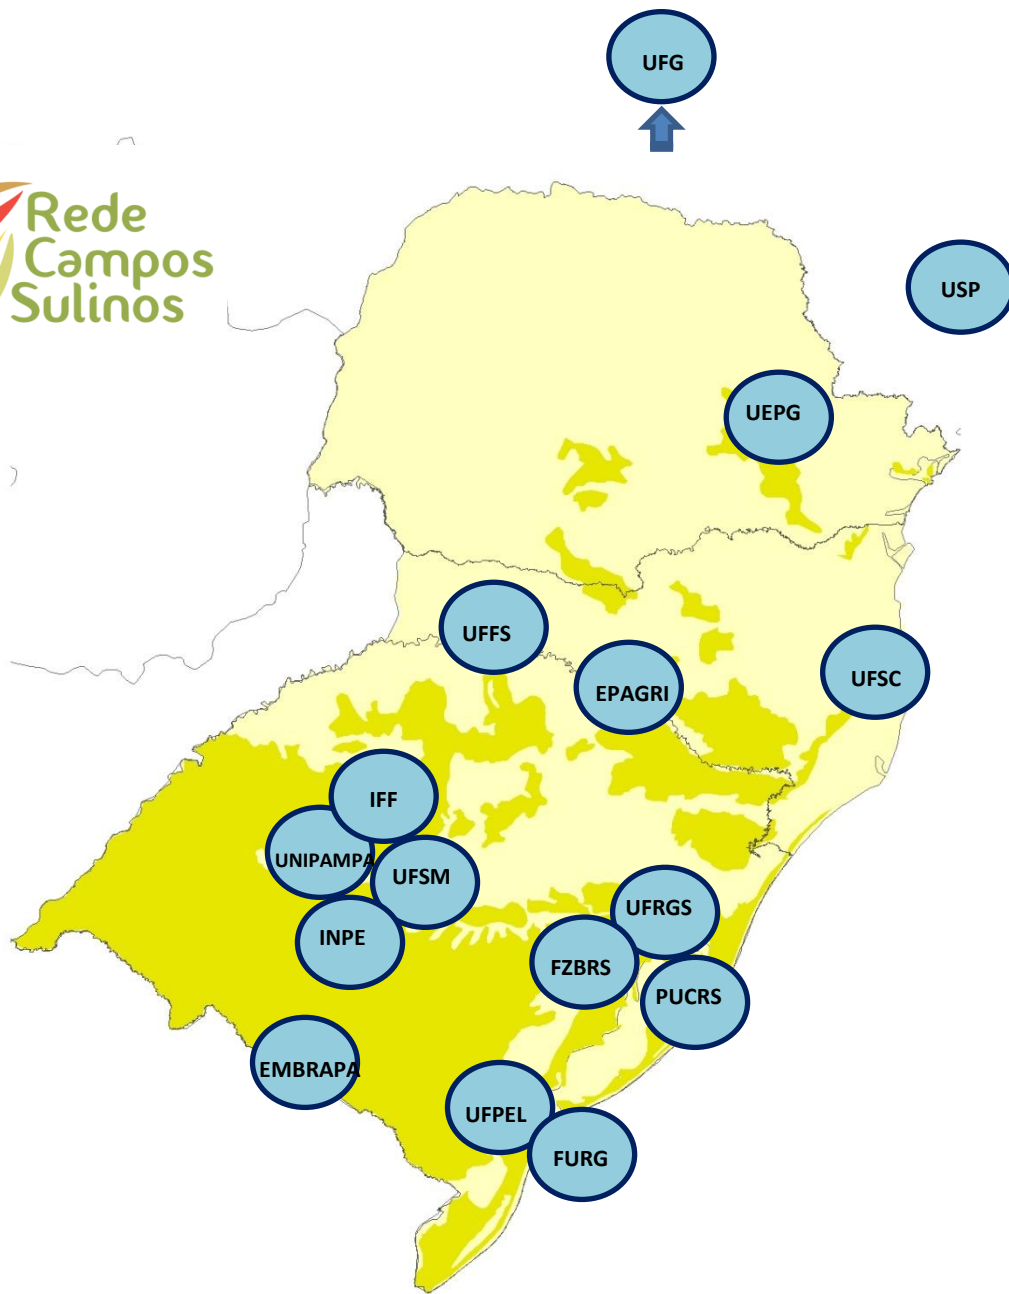 UFG
Rede
Campos
Sulinos
USP
UEPG
UFFS
EPAGRI
UFSC
IFF
UNIPAMPA
UFSM
INPE
UFRGS
FZBRS
PUCRS
EMBRAPA
UFPEL
FURG